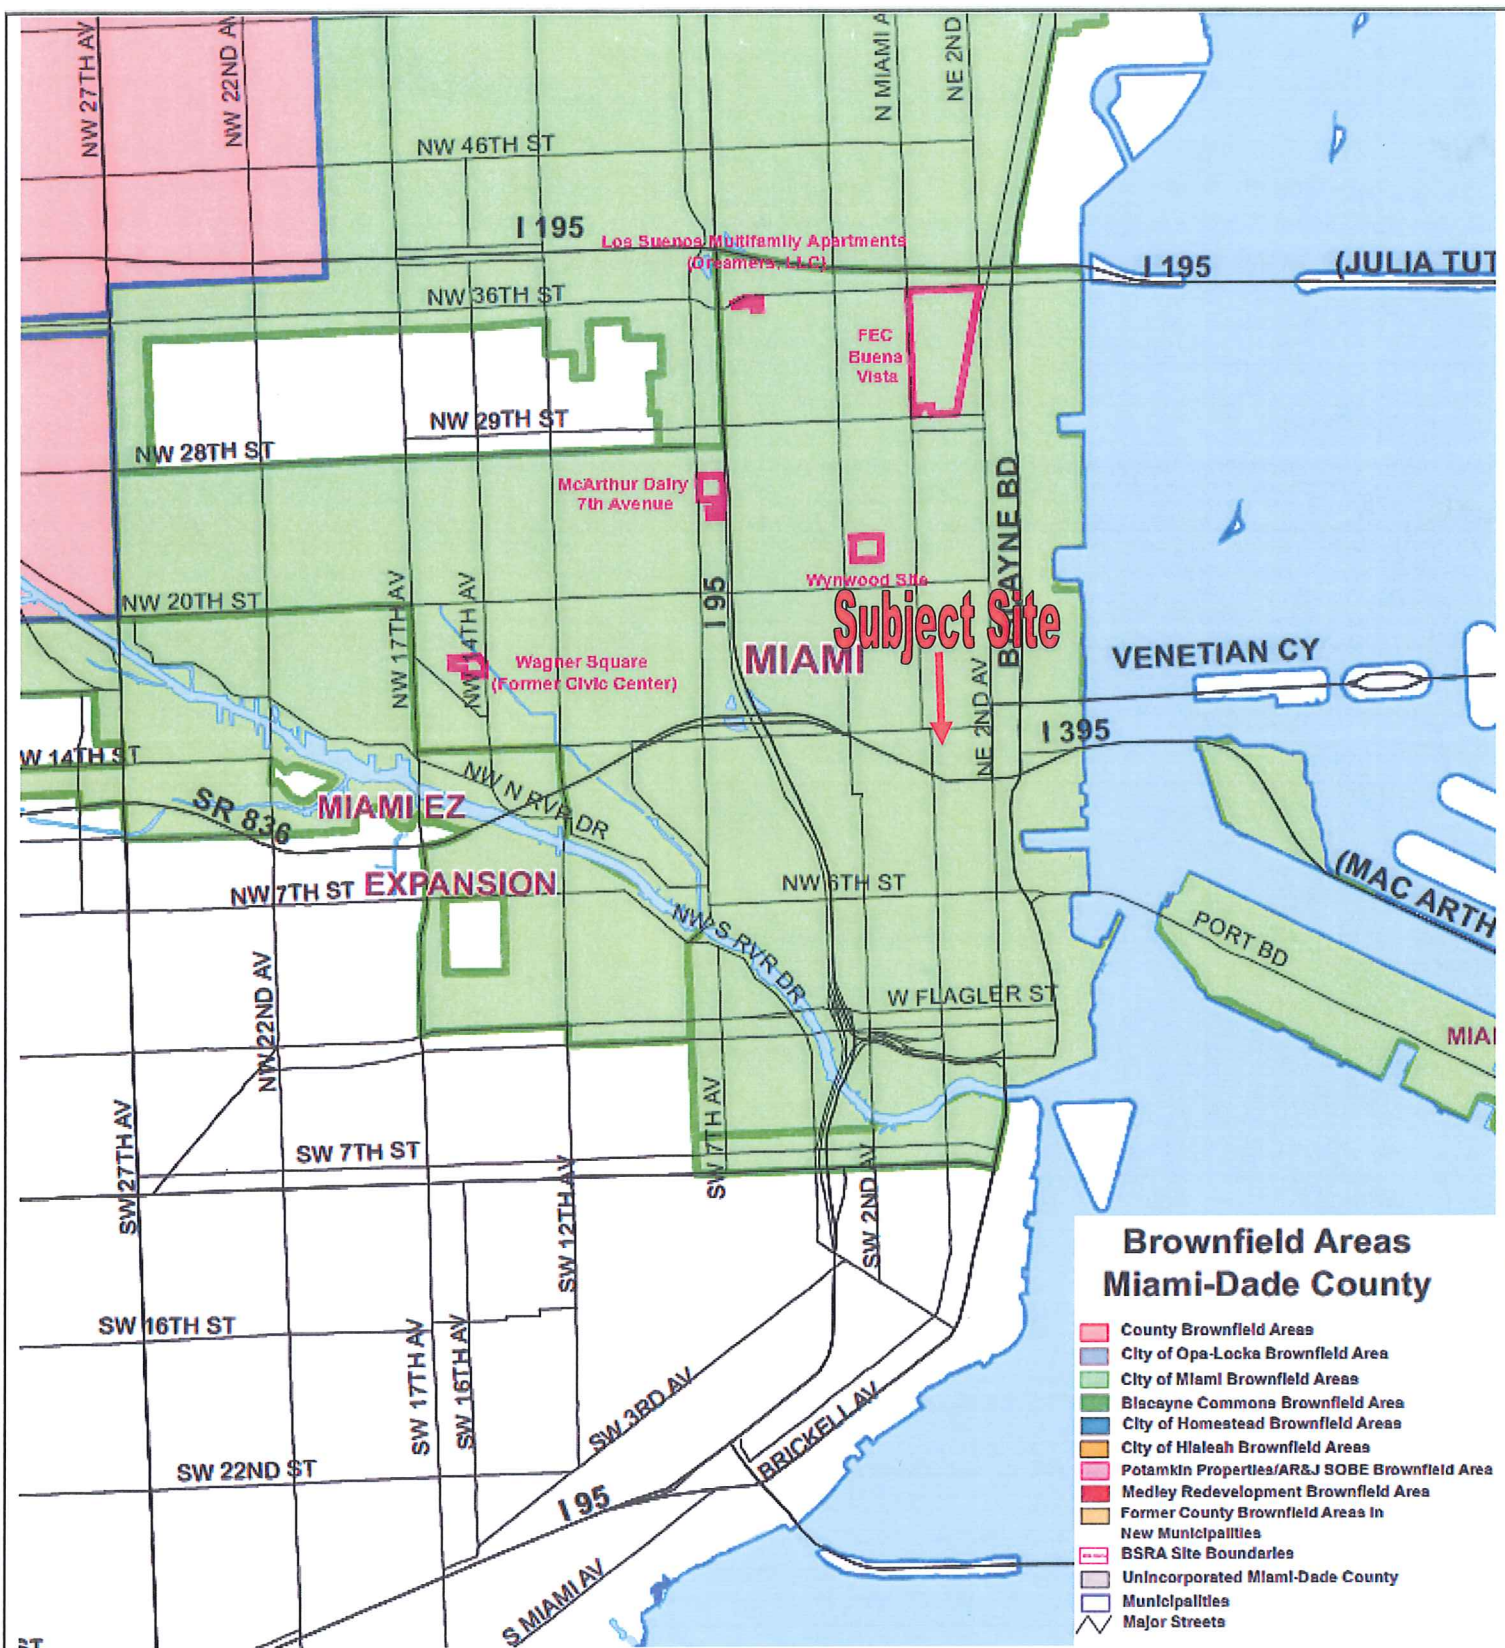 NW 27TH AV
NW 22ND AV
N MIAMI A
NE 2ND
NW 46TH ST
I 195
Los Suenos Multifamily Apartments
(Dreamers, LLC)
I 195
(JULIA TUT
NW 36TH ST
FEC
Buena
Vista
NW 29TH ST
NW 28TH ST
McArthur Dairy
7th Avenue
BISCAYNE BD
Wynwood Site
NW 20TH ST
NW 17TH AV
NW 14TH AV
I 95
Subject Site
MIAMI
VENETIAN CY
Wagner Square
(Former Civic Center)
NE 2ND AV
I 395
W 14TH ST
NW N RVR DR
SR 836
MIAMI EZ
EXPANSION
NW 7TH ST
NW 6TH ST
(MAC ARTH
NW S RVR DR
PORT BD
NW 22ND AV
W FLAGLER ST
MIAI
SW 27TH AV
SW 7TH AV
SW 7TH ST
SW 12TH AV
SW 2ND AV
SW 16TH ST
SW 17TH AV
SW 16TH AV
SW 3RD AV
BRICKELL AV
SW 22ND ST
I 95
S MIAMI AV
ST
Brownfield Areas
Miami-Dade County
County Brownfield Areas
City of Opa-Locka Brownfield Area
City of Miami Brownfield Areas
Biscayne Commons Brownfield Area
City of Homestead Brownfield Areas
City of Hialeah Brownfield Areas
Potamkin Properties/AR&J SOBE Brownfield Area
Medley Redevelopment Brownfield Area
Former County Brownfield Areas in
New Municipalities
BSRA Site Boundaries
Unincorporated Miami-Dade County
Municipalities
Major Streets